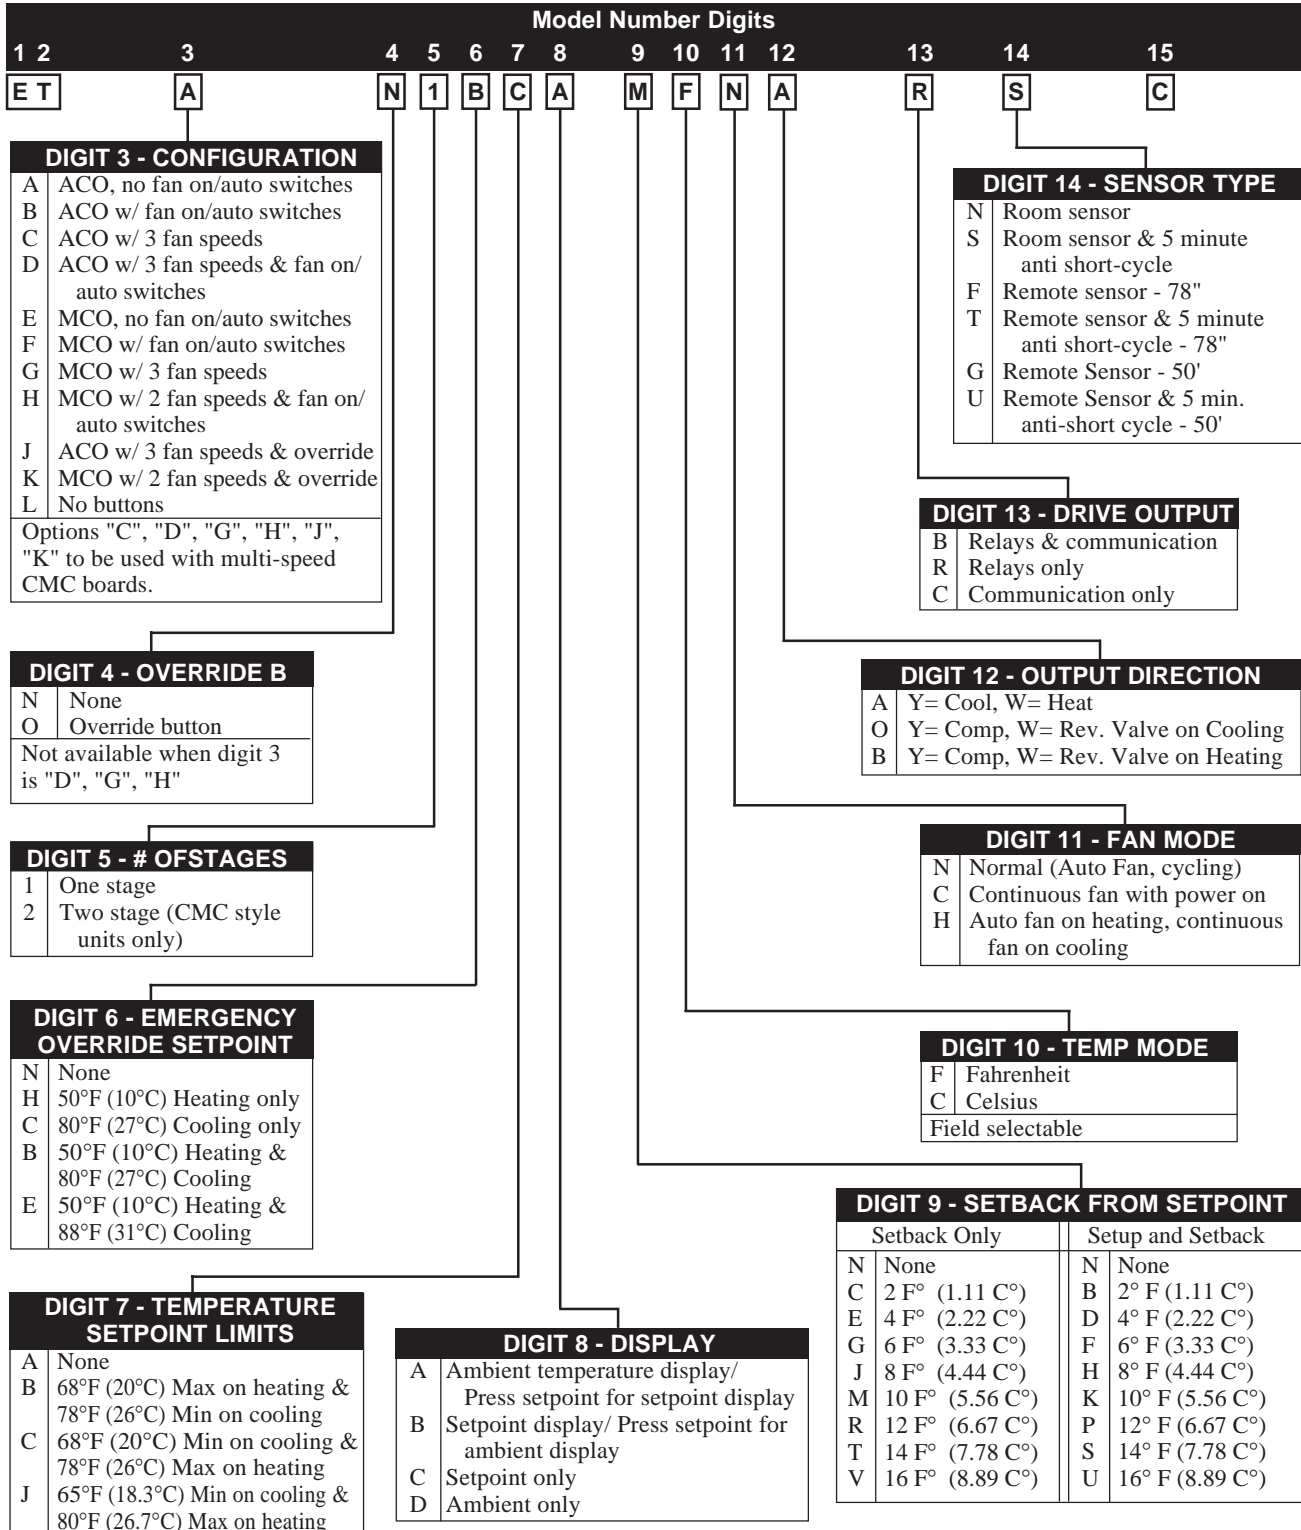 Model Number Digits
1 2 3 4 5 6 7 8 9 10 11 12 13 14 15
E T A N 1 B C A M F N A R S C
DIGIT 3 - CONFIGURATION
A ACO, no fan on/auto switches
B ACO w/ fan on/auto switches
C ACO w/ 3 fan speeds
D ACO w/ 3 fan speeds & fan on/
auto switches
E MCO, no fan on/auto switches
F MCO w/ fan on/auto switches
G MCO w/ 3 fan speeds
H MCO w/ 2 fan speeds & fan on/
auto switches
J ACO w/ 3 fan speeds & override
K MCO w/ 2 fan speeds & override
L No buttons
Options "C", "D", "G", "H", "J",
"K" to be used with multi-speed
CMC boards.
DIGIT 14 - SENSOR TYPE
N Room sensor
S Room sensor & 5 minute
anti short-cycle
F Remote sensor - 78"
T Remote sensor & 5 minute
anti short-cycle - 78"
G Remote Sensor - 50'
U Remote Sensor & 5 min.
anti-short cycle - 50'
DIGIT 13 - DRIVE OUTPUT
B Relays & communication
R Relays only
C Communication only
DIGIT 4 - OVERRIDE B
N None
O Override button
Not available when digit 3
is "D", "G", "H"
DIGIT 12 - OUTPUT DIRECTION
A Y= Cool, W= Heat
O Y= Comp, W= Rev. Valve on Cooling
B Y= Comp, W= Rev. Valve on Heating
DIGIT 5 - # OFSTAGES
1 One stage
2 Two stage (CMC style
units only)
DIGIT 11 - FAN MODE
N Normal (Auto Fan, cycling)
C Continuous fan with power on
H Auto fan on heating, continuous
fan on cooling
DIGIT 6 - EMERGENCY
OVERRIDE SETPOINT
N None
H 50°F (10°C) Heating only
C 80°F (27°C) Cooling only
B 50°F (10°C) Heating &
80°F (27°C) Cooling
E 50°F (10°C) Heating &
88°F (31°C) Cooling
DIGIT 10 - TEMP MODE
F Fahrenheit
C Celsius
Field selectable
DIGIT 7 - TEMPERATURE
SETPOINT LIMITS
A None
B 68°F (20°C) Max on heating &
78°F (26°C) Min on cooling
C 68°F (20°C) Min on cooling &
78°F (26°C) Max on heating
J 65°F (18.3°C) Min on cooling &
80°F (26.7°C) Max on heating
DIGIT 8 - DISPLAY
A Ambient temperature display/
Press setpoint for setpoint display
B Setpoint display/ Press setpoint for
ambient display
C Setpoint only
D Ambient only
DIGIT 9 - SETBACK FROM SETPOINT
Setback Only Setup and Setback
N None N None
C 2 F° (1.11 C°) B 2° F (1.11 C°)
E 4 F° (2.22 C°) D 4° F (2.22 C°)
G 6 F° (3.33 C°) F 6° F (3.33 C°)
J 8 F° (4.44 C°) H 8° F (4.44 C°)
M 10 F° (5.56 C°) K 10° F (5.56 C°)
R 12 F° (6.67 C°) P 12° F (6.67 C°)
T 14 F° (7.78 C°) S 14° F (7.78 C°)
V 16 F° (8.89 C°) U 16° F (8.89 C°)